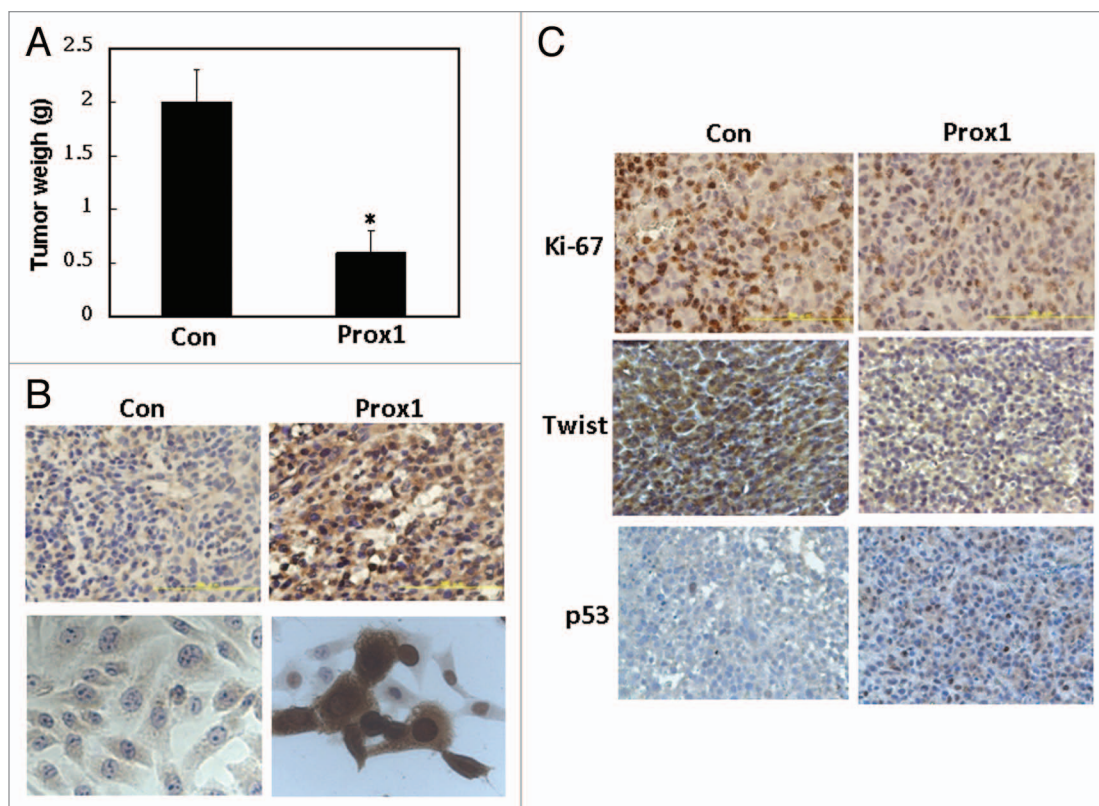 A
2.5
2
1.5
1
0.5
0
Tumor weigh (g)
*
Con Prox1
B
Con Prox1
C
Con Prox1
Ki-67
Twist
p53